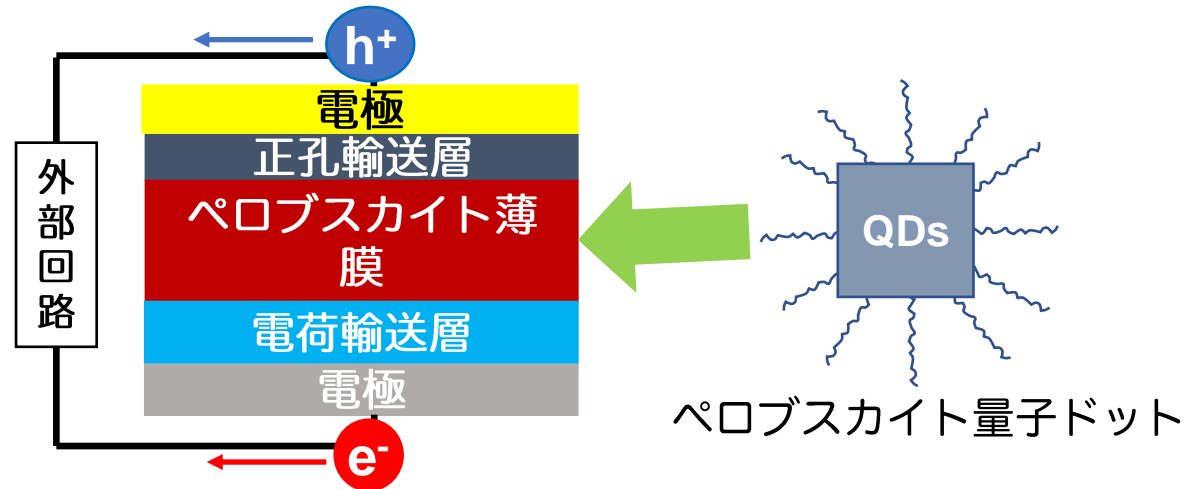 h⁺
電極
正孔輸送層
ペロブスカイト薄
膜
電荷輸送層
電極
e⁻
外
部
回
路
QDs
ペロブスカイト量子ドット